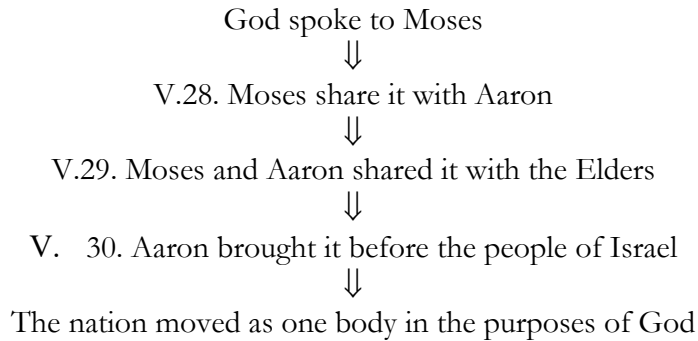 God spoke to Moses
⇓
V.28. Moses share it with Aaron
⇓
V.29. Moses and Aaron shared it with the Elders
⇓
V. 30. Aaron brought it before the people of Israel
⇓
The nation moved as one body in the purposes of God